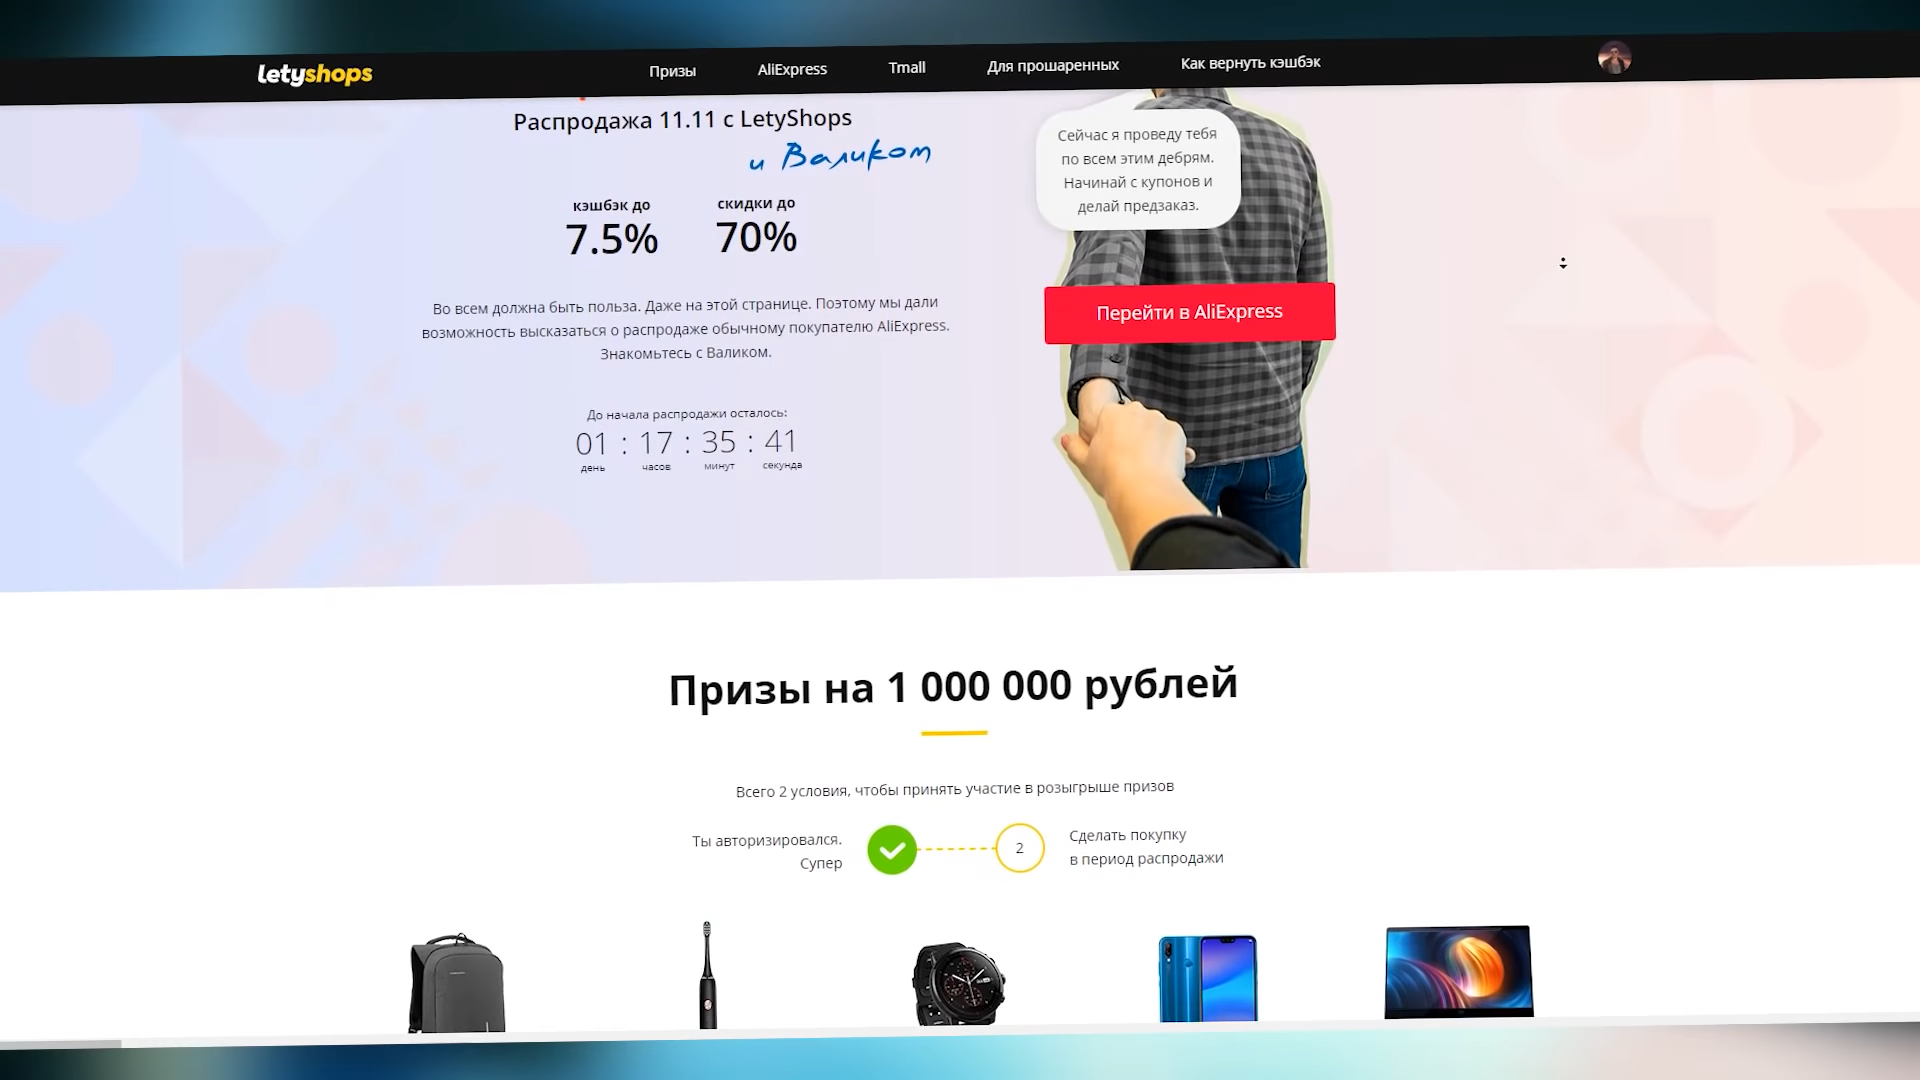 letyshops
Призы
AliExpress
Tmall
Для прошаренных
Как вернуть кэшбэк
Распродажа 11.11 с LetyShops
и Валиком
кэшбэк до
7.5%
скидки до
70%
Во всем должна быть польза. Даже на этой странице. Поэтому мы дали
возможность высказаться о распродаже обычному покупателю AliExpress.
Знакомьтесь с Валиком.
До начала распродажи осталось:
01 : 17 : 35 : 41
день часов минут секунда
Сейчас я проведу тебя
по всем этим дебрям.
Начинай с купонов и
делай предзаказ.
Перейти в AliExpress
Призы на 1 000 000 рублей
Всего 2 условия, чтобы принять участие в розыгрыше призов
Ты авторизировался.
Супер
2
Сделать покупку
в период распродажи